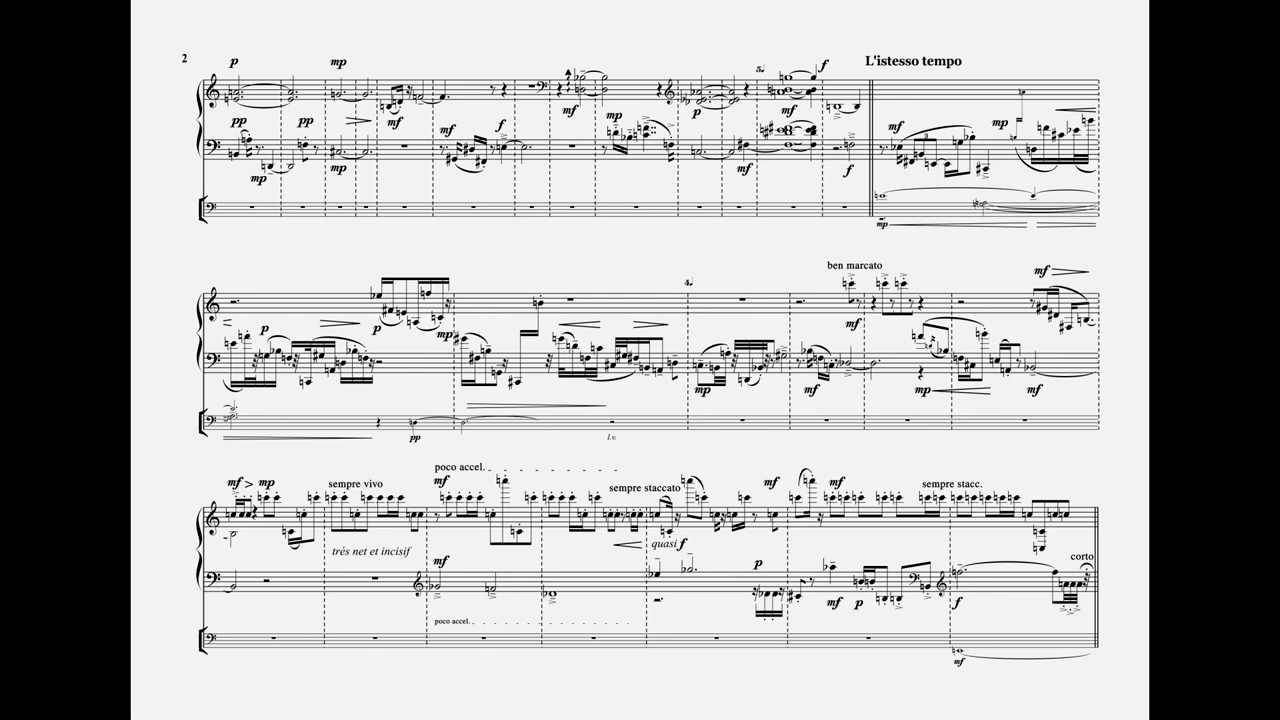 2
p mp 5 f L'istesso tempo
mf p mf
pp pp mf mf f mp mf mp
mp mp mf f
mp
4 ben marcato mf
p p mp mf
mp mf mp mf
pp l.v.
poco accel.
mf mp sempre vivo mf sempre staccato mf mf sempre stacc.
trés net et incisif quasi f
mf p corto
mf p f
poco accel.
mf